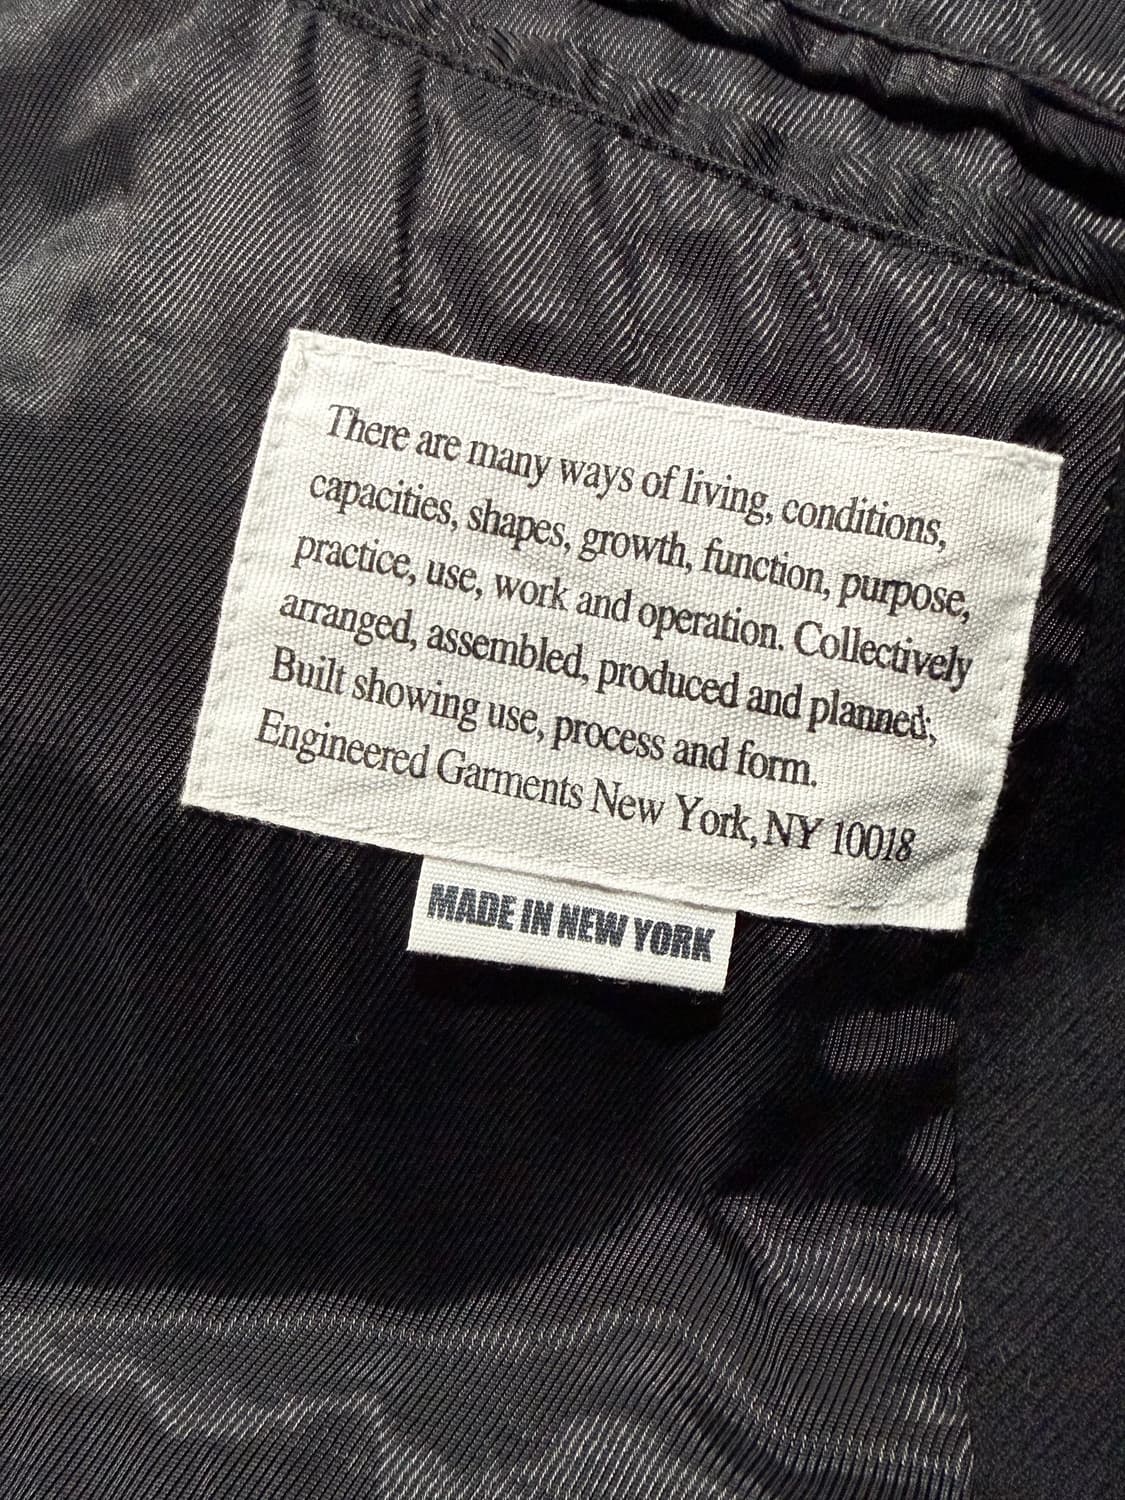 There are many ways of living, conditions,
capacities, shapes, growth, function, purpose,
practice, use, work and operation. Collectively
arranged, assembled, produced and planned;
Built showing use, process and form.
Engineered Garments New York, NY 10018
MADE IN NEW YORK